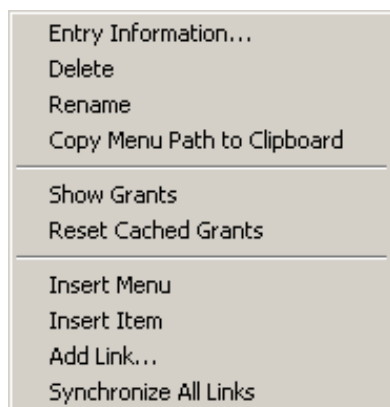 Entry Information...
Delete
Rename
Copy Menu Path to Clipboard
Show Grants
Reset Cached Grants
Insert Menu
Insert Item
Add Link...
Synchronize All Links